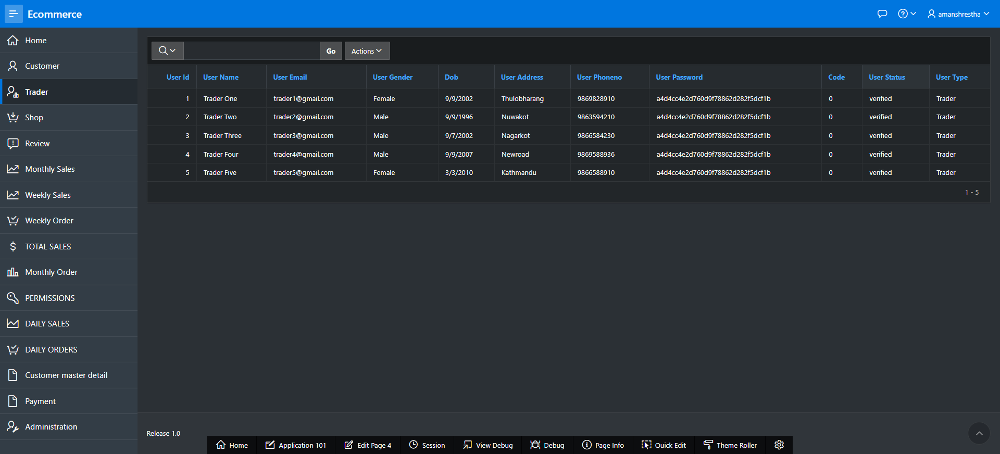 Ecommerce
amanshrestha
Home
Customer
Trader
Shop
Review
Monthly Sales
Weekly Sales
Weekly Order
TOTAL SALES
Monthly Order
PERMISSIONS
DAILY SALES
DAILY ORDERS
Customer master detail
Payment
Administration
Go Actions
User Id User Name User Email User Gender Dob User Address User Phoneno User Password Code User Status User Type
1 Trader One trader1@gmail.com Female 9/9/2002 Thulobharang 9869828910 a4d4cc4e2d760d9f78862d282f5dcf1b 0 verified Trader
2 Trader Two trader2@gmail.com Male 9/9/1996 Nuwakot 9863594210 a4d4cc4e2d760d9f78862d282f5dcf1b 0 verified Trader
3 Trader Three trader3@gmail.com Male 9/7/2002 Nagarkot 9866584230 a4d4cc4e2d760d9f78862d282f5dcf1b 0 verified Trader
4 Trader Four trader4@gmail.com Male 9/9/2007 Newroad 9869588936 a4d4cc4e2d760d9f78862d282f5dcf1b 0 verified Trader
5 Trader Five trader5@gmail.com Female 3/3/2010 Kathmandu 9866588910 a4d4cc4e2d760d9f78862d282f5dcf1b 0 verified Trader
1 - 5
Release 1.0
Home Application 101 Edit Page 4 Session View Debug Debug Page Info Quick Edit Theme Roller